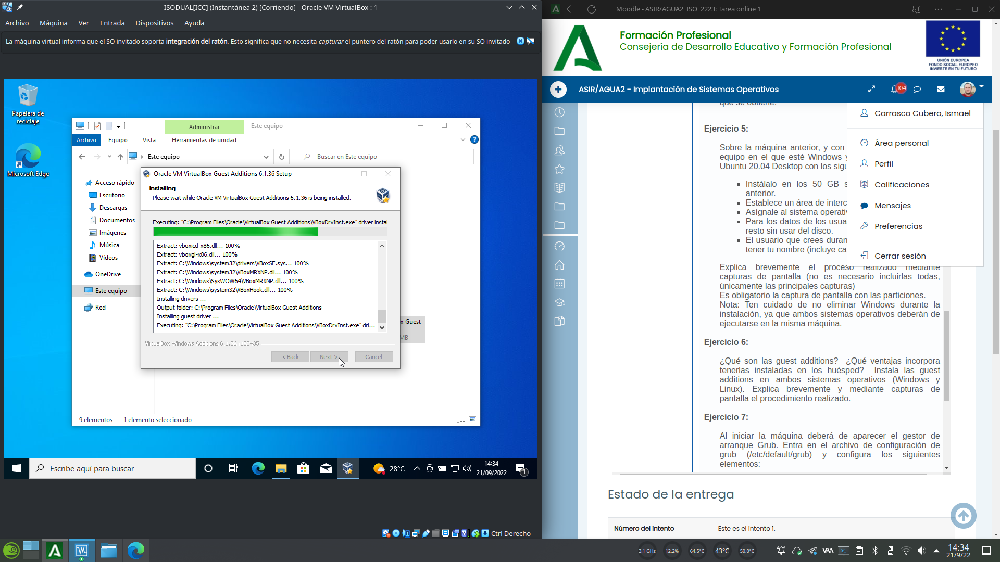 ISODUAL[ICC] (Instantánea 2) [Corriendo] - Oracle VM VirtualBox : 1
Archivo Máquina Ver Entrada Dispositivos Ayuda
La máquina virtual informa que el SO invitado soporta integración del ratón. Esto significa que no necesita capturar el puntero del ratón para poder usarlo en su SO invitado
Papelera de
reciclaje
Microsoft Edge
Administrar
Este equipo
Archivo Equipo Vista Herramientas de unidad
Este equipo
Buscar en Este equipo
Acceso rápido
Escritorio
Descargas
Documentos
Imágenes
Música
Vídeos
OneDrive
Este equipo
Red
Oracle VM VirtualBox Guest Additions 6.1.36 Setup
Installing
Please wait while Oracle VM VirtualBox Guest Additions 6.1.36 is being installed.
Executing: "C:\Program Files\Oracle\VirtualBox Guest Additions\VBoxDrvInst.exe" driver instal
Extract: vboxicd-x86.dll... 100%
Extract: vboxgl-x86.dll... 100%
Extract: C:\Windows\system32\drivers\VBoxSF.sys... 100%
Extract: C:\Windows\system32\VBoxMRXNP.dll... 100%
Extract: C:\Windows\SysWOW64\VBoxMRXNP.dll... 100%
Extract: C:\Windows\system32\VBoxHook.dll... 100%
Installing drivers ...
Output folder: C:\Program Files\Oracle\VirtualBox Guest Additions
Installing guest driver ...
Executing: "C:\Program Files\Oracle\VirtualBox Guest Additions\VBoxDrvInst.exe" dri...
VirtualBox Windows Additions 6.1.36 r152435
< Back Next > Cancel
x Guest
MB
9 elementos 1 elemento seleccionado
Escribe aquí para buscar
28°C
14:34
21/09/2022
1
Ctrl Derecho
Moodle - ASIR/AGUA2_ISO_2223: Tarea online 1
Formación Profesional
Consejería de Desarrollo Educativo y Formación Profesional
UNIÓN EUROPEA
FONDO SOCIAL EUROPEO
INVIERTE EN TU FUTURO
ASIR/AGUA2 - Implantación de Sistemas Operativos
104
que se obtiene.
Carrasco Cubero, Ismael
Área personal
Perfil
Calificaciones
Mensajes
Preferencias
Cerrar sesión
Ejercicio 5:
Sobre la máquina anterior, y con
equipo en el que esté Windows y
Ubuntu 20.04 Desktop con los sigu
Instálalo en los 50 GB s
anterior.
Establece un área de interc
Asígnale al sistema operativ
Para los datos de los usua
resto sin usar del disco.
El usuario que crees duran
tener tu nombre (incluye ca
Explica brevemente el proceso realizado mediante
capturas de pantalla (no es necesario incluirlas todas,
únicamente las principales capturas)
Es obligatorio la captura de pantalla con las particiones.
Nota: Ten cuidado de no eliminar Windows durante la
instalación, ya que ambos sistemas operativos deberán de
ejecutarse en la misma máquina.
Ejercicio 6:
¿Qué son las guest additions? ¿Qué ventajas incorpora
tenerlas instaladas en los huésped? Instala las guest
additions en ambos sistemas operativos (Windows y
Linux). Explica brevemente y mediante capturas de
pantalla el procedimiento realizado.
Ejercicio 7:
Al iniciar la máquina deberá de aparecer el gestor de
arranque Grub. Entra en el archivo de configuración de
grub (/etc/default/grub) y configura los siguientes
elementos:
Estado de la entrega
Número del Intento Este es el intento 1.
3,1 GHz 12,2% 64,5°C 43°C 50,0°C
14:34
21/9/22